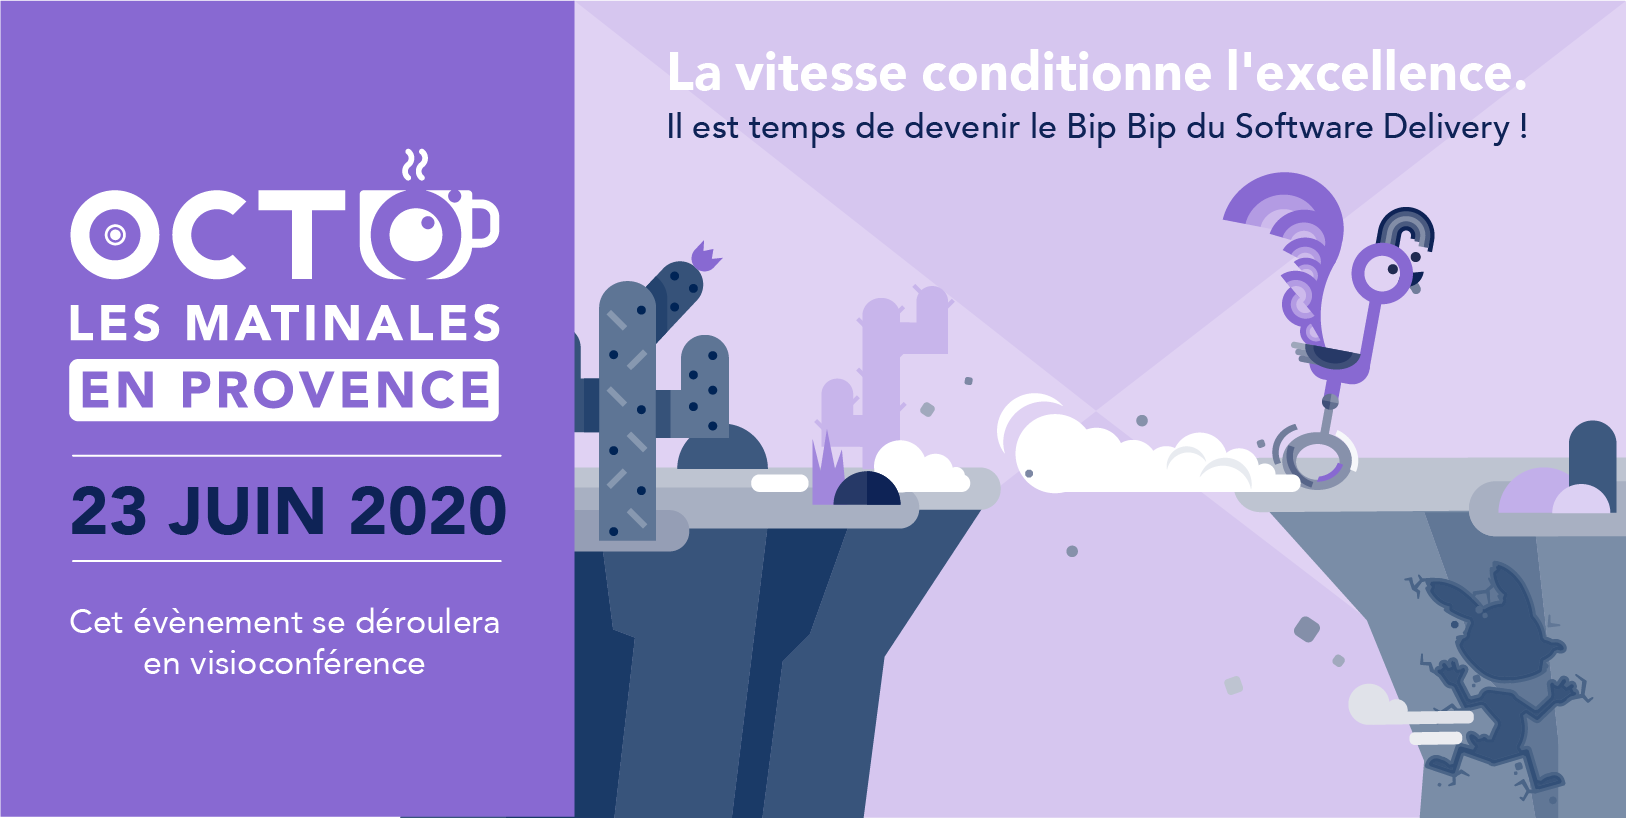 OCTO
LES MATINALES
EN PROVENCE
23 JUIN 2020
Cet évènement se déroulera
en visioconférence
La vitesse conditionne l'excellence.
Il est temps de devenir le Bip Bip du Software Delivery !